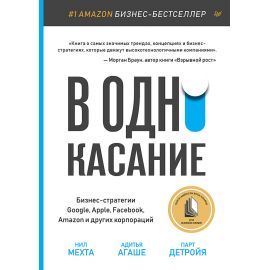 #1 AMAZON БИЗНЕС-БЕСТСЕЛЛЕР
«Книга о самых значимых трендах, концепциях и бизнес-
стратегиях, которые движут высокотехнологичными компаниями».
— Морган Браун, автор книги «Взрывной рост»
В ОДНО
КАСАНИЕ
Бизнес-стратегии
Google, Apple, Facebook,
Amazon и других корпораций
НИЛ
МЕХТА
АДИТЬЯ
АГАШЕ
ПАРТ
ДЕТРОЙЯ